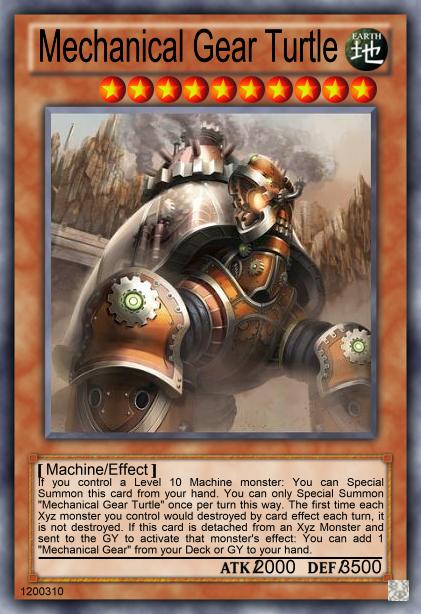 Mechanical Gear Turtle
EARTH
地
[ Machine/Effect ]
If you control a Level 10 Machine monster: You can Special
Summon this card from your hand. You can only Special Summon
"Mechanical Gear Turtle" once per turn this way. The first time each
Xyz monster you control would destroyed by card effect each turn, it
is not destroyed. If this card is detached from an Xyz Monster and
sent to the GY to activate that monster's effect: You can add 1
"Mechanical Gear" from your Deck or GY to your hand.
ATK 2000 DEF 3500
1200310